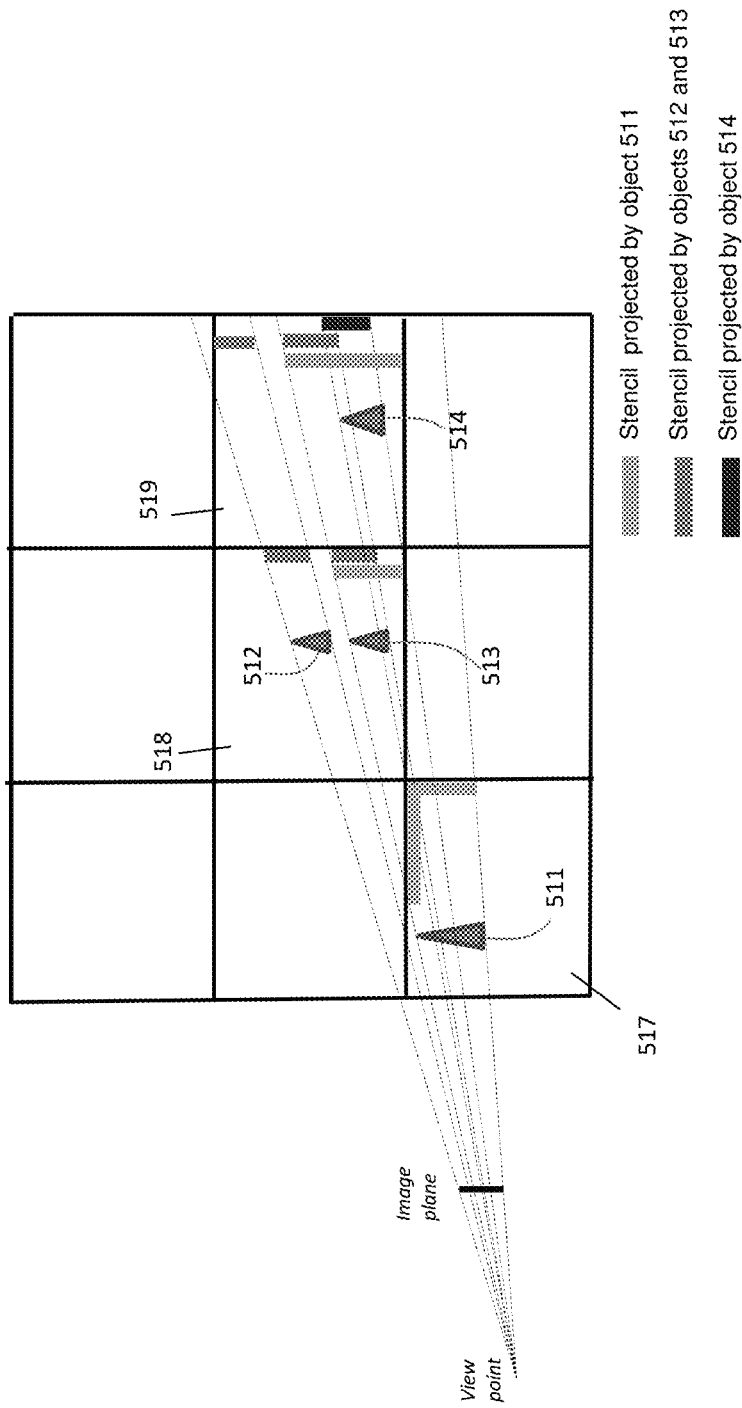 519
518
512
513
514
511
517
Image
plane
View
point
Stencil projected by object 511
Stencil projected by objects 512 and 513
Stencil projected by object 514